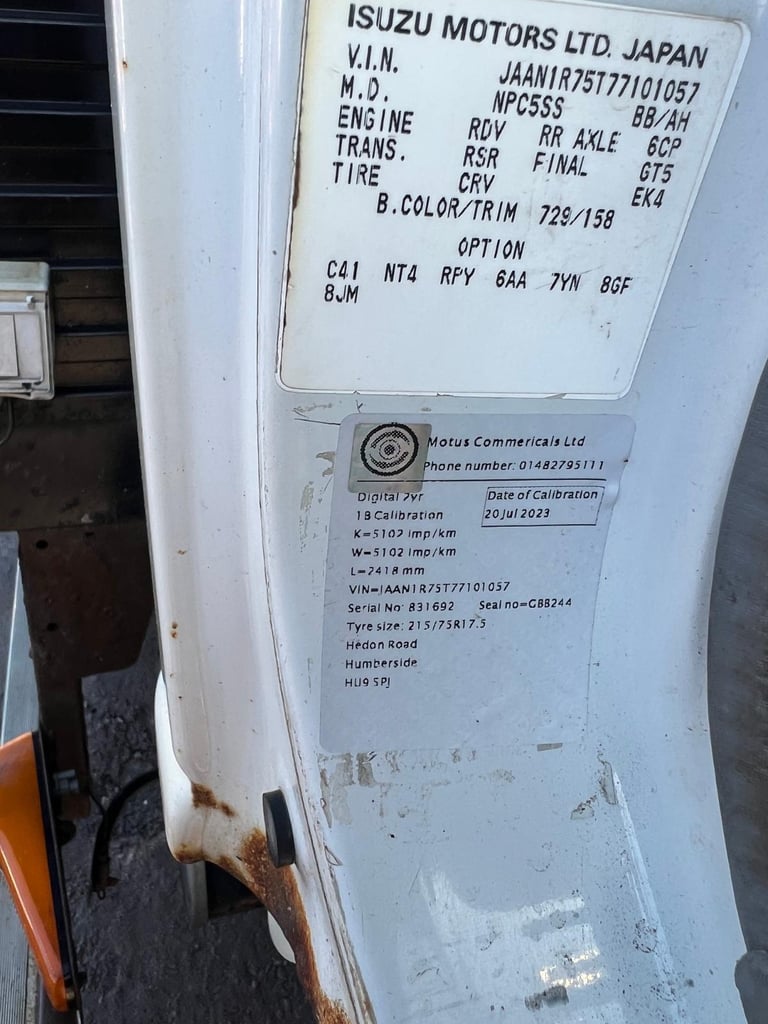 ISUZU MOTORS LTD. JAPAN
V.I.N. JAAN1R75T77101057
M.D. NPC5SS BB/AH
ENGINE RDV RR AXLE 6CP
TRANS. RSR FINAL GT5
TIRE CRV EK4
B.COLOR/TRIM 729/158
OPTION
C41 NT4 RPY 6AA 7YN 8GF
8JM
Motus Commericals Ltd
Phone number: 01482795111
Digital 2yr
Date of Calibration
1B Calibration
20 Jul 2023
K=5102 Imp/km
W=5102 Imp/km
L=2418 mm
VIN=JAAN1R75T77101057
Serial No: 831692 Seal no=GBB244
Tyre size: 215/75R17.5
Hedon Road
Humberside
HU9 5PJ